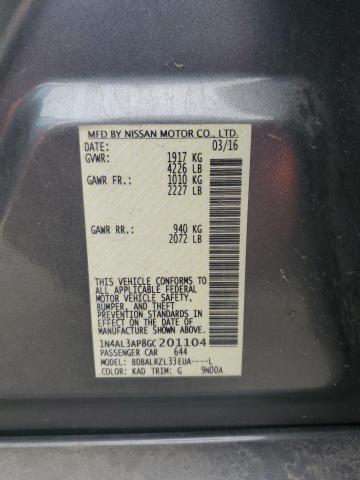 MFD BY NISSAN MOTOR CO., LTD.
DATE: 03/16
GVWR: 1917 KG
4226 LB
GAWR FR.: 1010 KG
2227 LB
GAWR RR.: 940 KG
2072 LB
THIS VEHICLE CONFORMS TO
ALL APPLICABLE FEDERAL
MOTOR VEHICLE SAFETY,
BUMPER, AND THEFT
PREVENTION STANDARDS IN
EFFECT ON THE DATE OF
MANUFACTURE SHOWN ABOVE.
1N4AL3AP8GC201104
PASSENGER CAR 644
MODEL: BDBALRZL33EUA----L
COLOR: KAD TRIM: G 9N00A